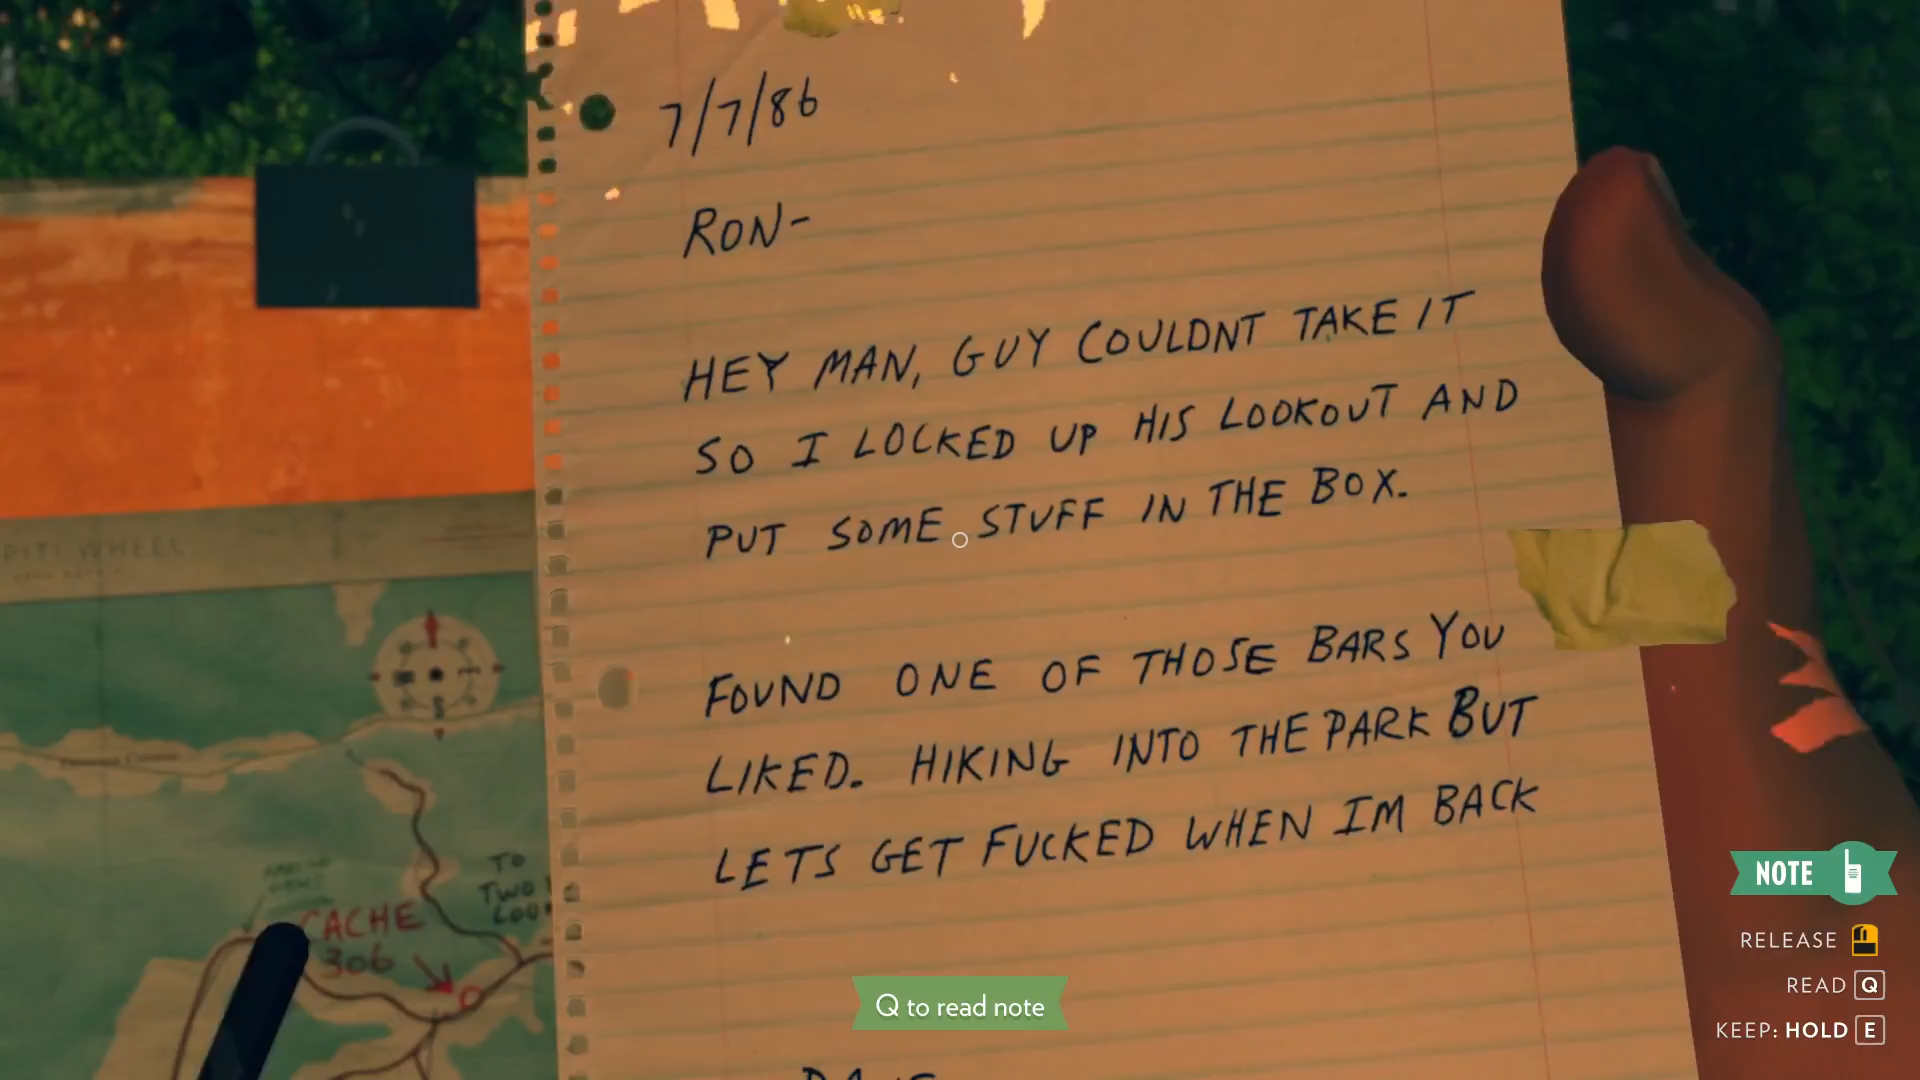 7/7/86
RON-
HEY MAN, GUY COULDNT TAKE IT
SO I LOCKED UP HIS LOOKOUT AND
PUT SOME STUFF IN THE BOX.
FOUND ONE OF THOSE BARS YOU
LIKED. HIKING INTO THE PARK BUT
LETS GET FUCKED WHEN IM BACK
WHEEL
TO
TWO
CACHE
306
NOTE
RELEASE
READ Q
KEEP: HOLD E
Q to read note